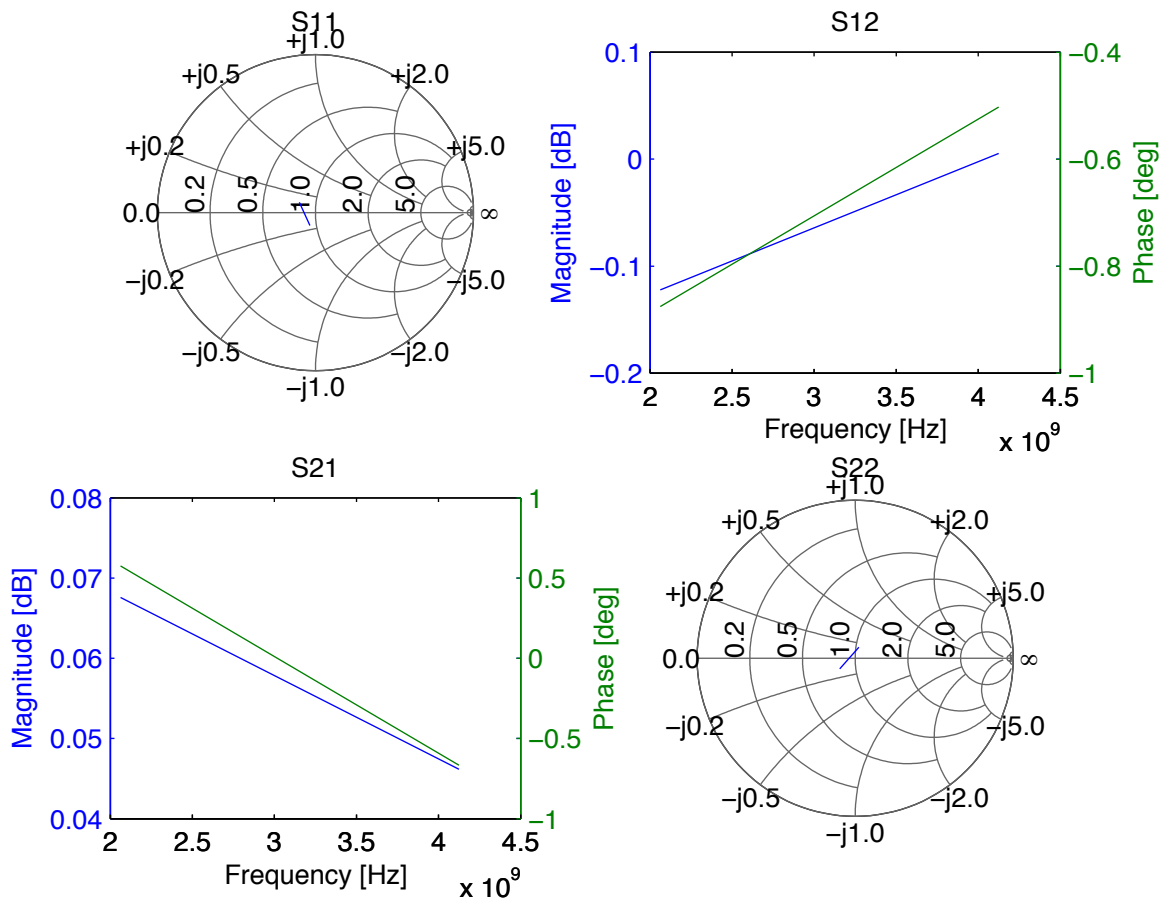 S11
+j1.0
+j0.5
+j2.0
+j0.2
+j5.0
0.2
0.5
1.0
2.0
5.0
0.0
∞
−j0.2
−j5.0
−j0.5
−j2.0
−j1.0
S12
0.1
0
−0.1
−0.2
Magnitude [dB]
−0.4
−0.6
−0.8
−1
Phase [deg]
2
2.5
3
3.5
4
4.5
Frequency [Hz]
x 10^9
S21
0.08
0.07
0.06
0.05
0.04
Magnitude [dB]
1
0.5
0
−0.5
−1
Phase [deg]
2
2.5
3
3.5
4
4.5
Frequency [Hz]
x 10^9
S22
+j1.0
+j0.5
+j2.0
+j0.2
+j5.0
0.2
0.5
1.0
2.0
5.0
0.0
∞
−j0.2
−j5.0
−j0.5
−j2.0
−j1.0